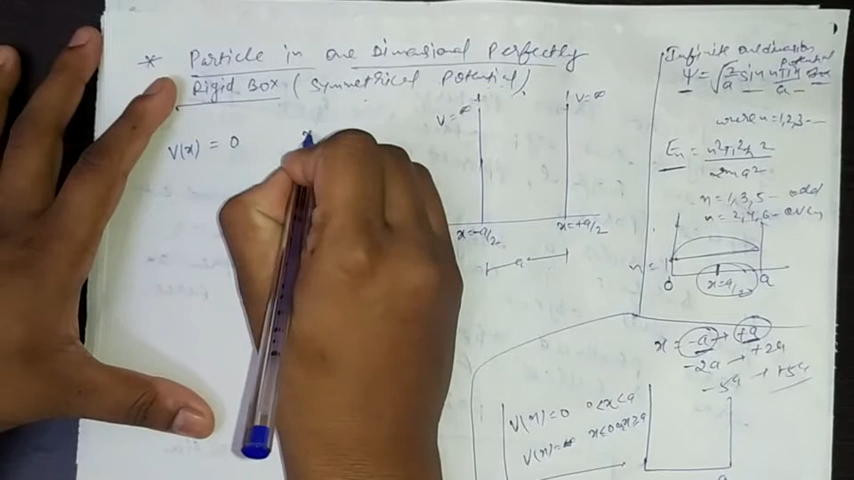 * Particle in one Dimensional Perfectly
Rigid Box (Symmetrical Potential)
V(x) = 0
V=∞
V=∞
x=-a/2
x=+a/2
a
Infinite one dimension
Potential
Ψ = √2/a sin nπx/a
where n=1,2,3---
En = n²π²ħ²/2ma²
n = 1,3,5 - odd
n = 2,4,6 - even
n = 1
0
x=a/2
a
x = -a → +a
-2a → +2a
-5a → +5a
V(x)=0 0<x<a
V(x)=∞ x≤0 x≥a
a